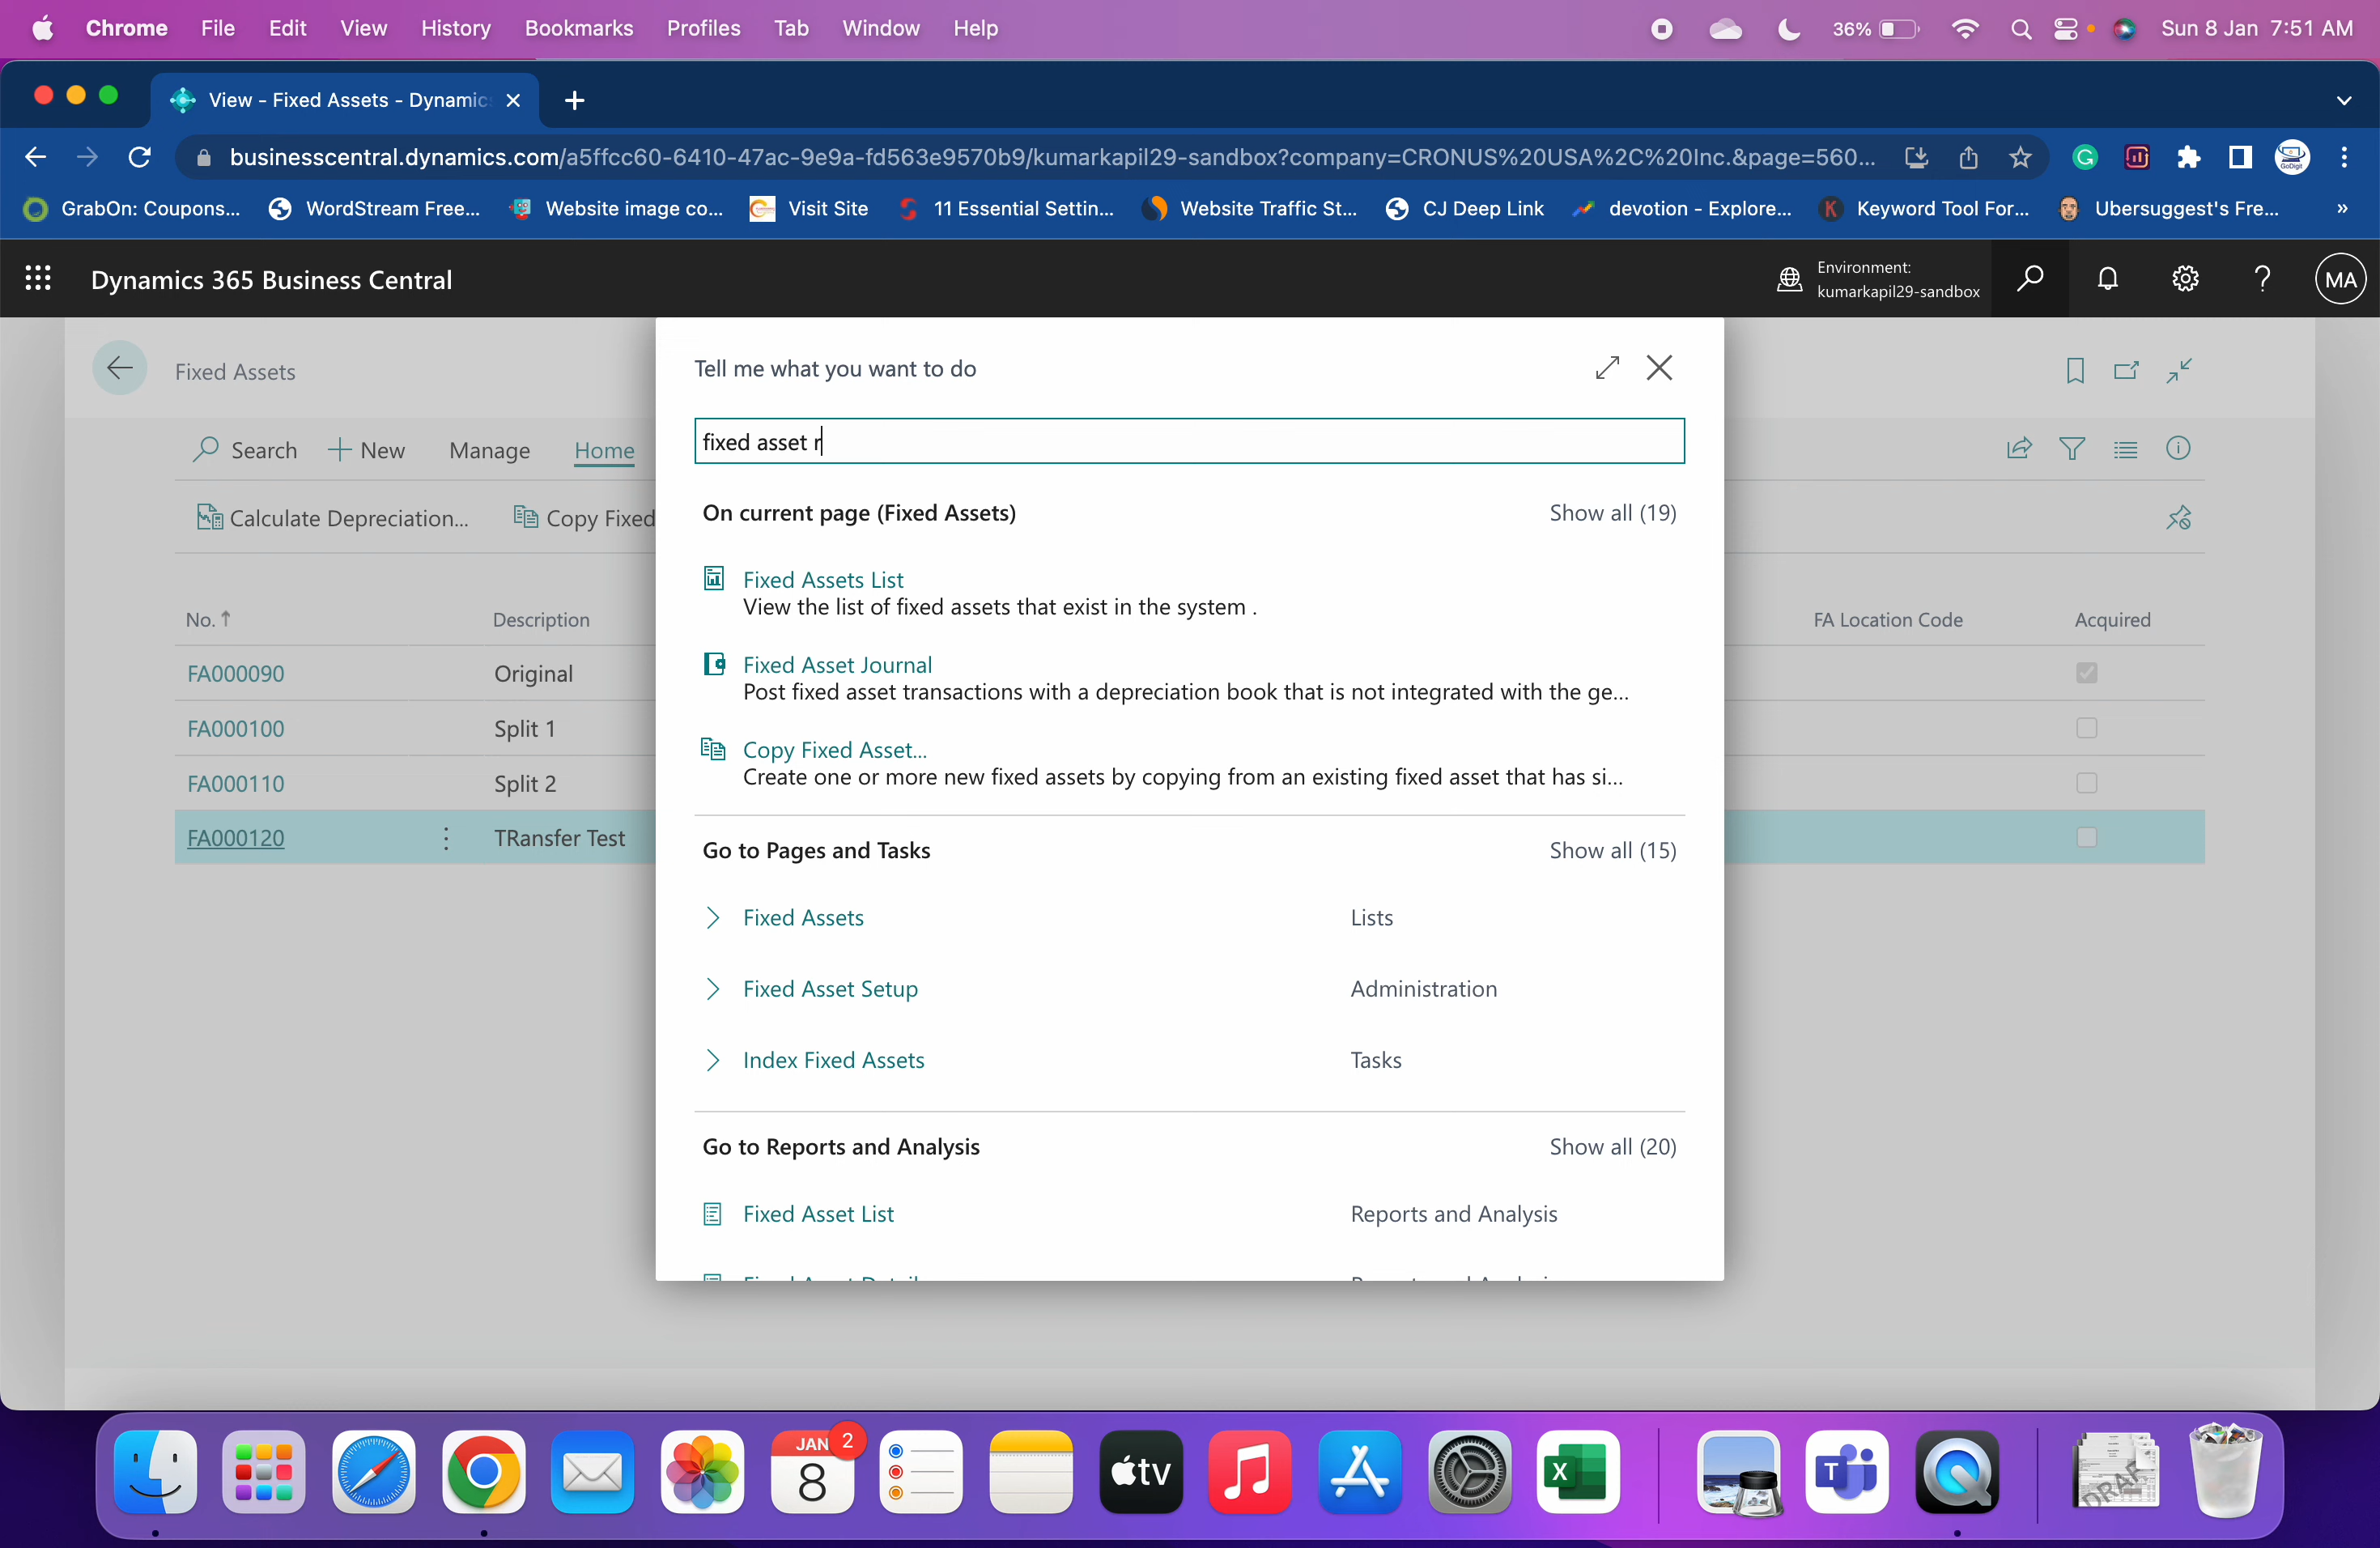 Chrome File Edit View History Bookmarks Profiles Tab Window Help 36% Sun 8 Jan 7:51 AM
View - Fixed Assets - Dynamic
businesscentral.dynamics.com/a5ffcc60-6410-47ac-9e9a-fd563e9570b9/kumarkapil29-sandbox?company=CRONUS%20USA%2C%20Inc.&page=560...
GrabOn: Coupons... WordStream Free... Website image co... Visit Site 11 Essential Settin... Website Traffic St... CJ Deep Link devotion - Explore... Keyword Tool For... Ubersuggest's Fre... »
Dynamics 365 Business Central
Environment:
kumarkapil29-sandbox
MA
Fixed Assets
Search New Manage Home
Calculate Depreciation... Copy Fixed
No. ↑ Description FA Location Code Acquired
FA000090 Original
FA000100 Split 1
FA000110 Split 2
FA000120 TRansfer Test
Tell me what you want to do
fixed asset r
On current page (Fixed Assets) Show all (19)
Fixed Assets List
View the list of fixed assets that exist in the system .
Fixed Asset Journal
Post fixed asset transactions with a depreciation book that is not integrated with the ge...
Copy Fixed Asset...
Create one or more new fixed assets by copying from an existing fixed asset that has si...
Go to Pages and Tasks Show all (15)
Fixed Assets Lists
Fixed Asset Setup Administration
Index Fixed Assets Tasks
Go to Reports and Analysis Show all (20)
Fixed Asset List Reports and Analysis
JAN 2
8
tv
X
T
DRAF